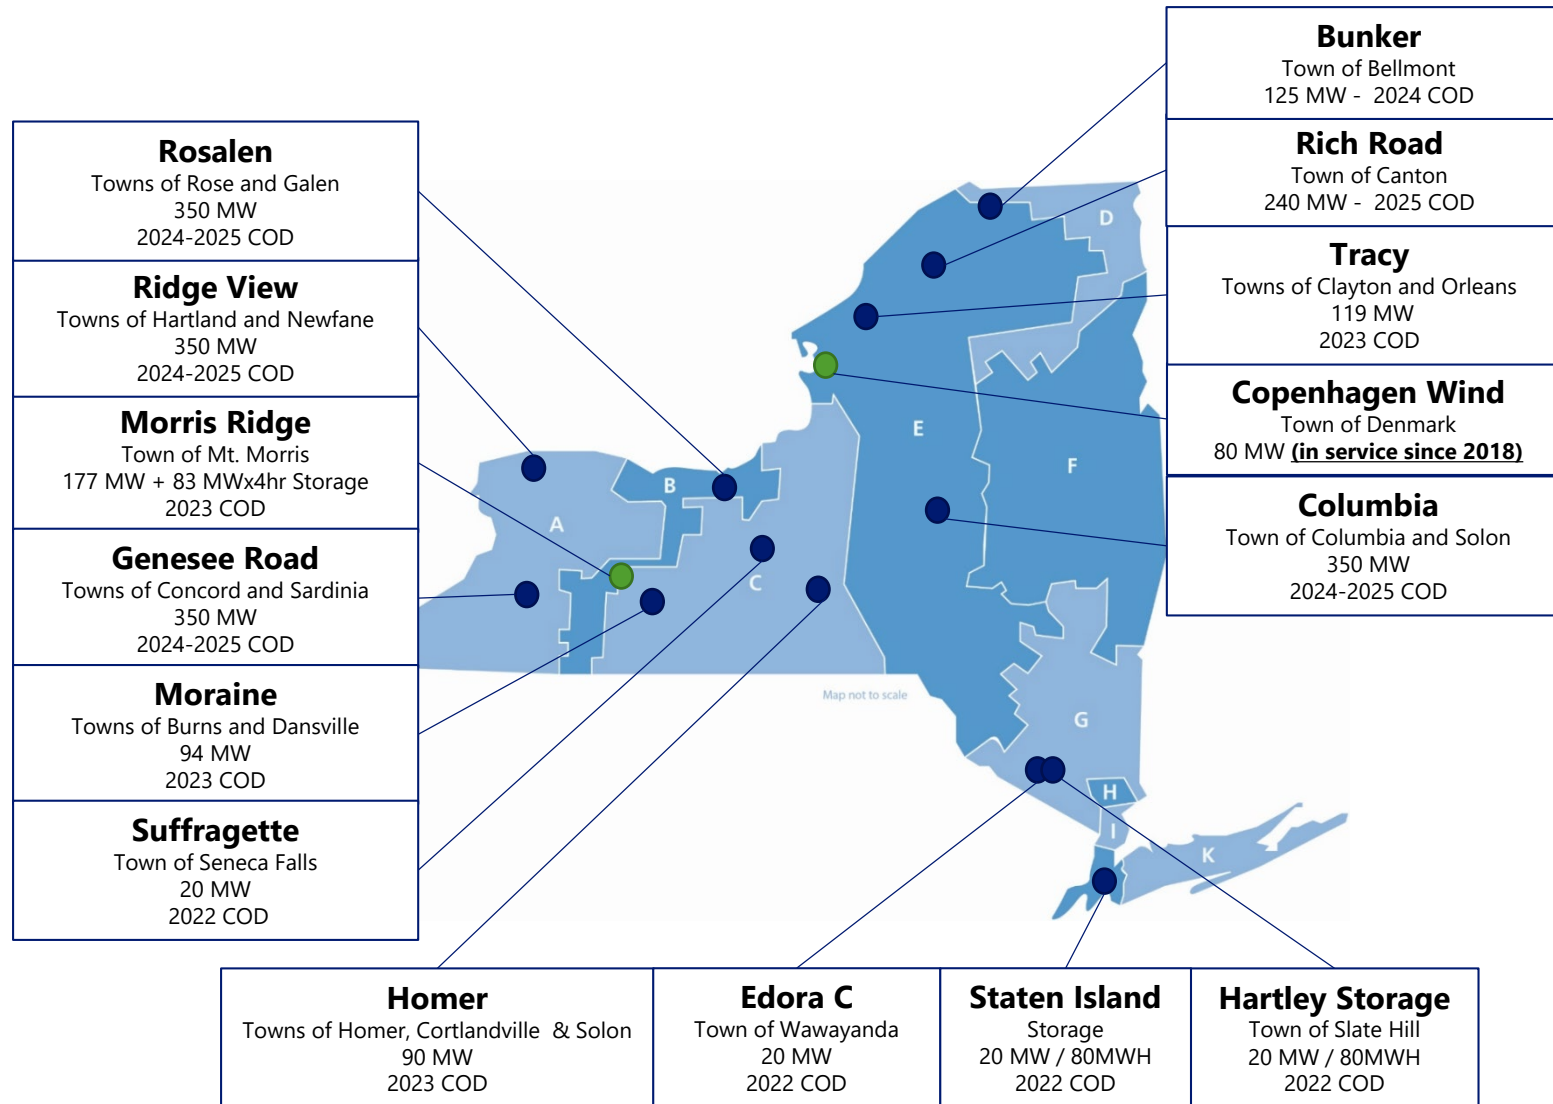 Rosalen
Towns of Rose and Galen
350 MW
2024-2025 COD
Ridge View
Towns of Hartland and Newfane
350 MW
2024-2025 COD
Morris Ridge
Town of Mt. Morris
177 MW + 83 MWx4hr Storage
2023 COD
Genesee Road
Towns of Concord and Sardinia
350 MW
2024-2025 COD
Moraine
Towns of Burns and Dansville
94 MW
2023 COD
Suffragette
Town of Seneca Falls
20 MW
2022 COD
Bunker
Town of Bellmont
125 MW - 2024 COD
Rich Road
Town of Canton
240 MW - 2025 COD
Tracy
Towns of Clayton and Orleans
119 MW
2023 COD
Copenhagen Wind
Town of Denmark
80 MW (in service since 2018)
Columbia
Town of Columbia and Solon
350 MW
2024-2025 COD
D
E
F
B
A
C
Map not to scale
G
H
I
K
Homer
Towns of Homer, Cortlandville & Solon
90 MW
2023 COD
Edora C
Town of Wawayanda
20 MW
2022 COD
Staten Island
Storage
20 MW / 80MWH
2022 COD
Hartley Storage
Town of Slate Hill
20 MW / 80MWH
2022 COD